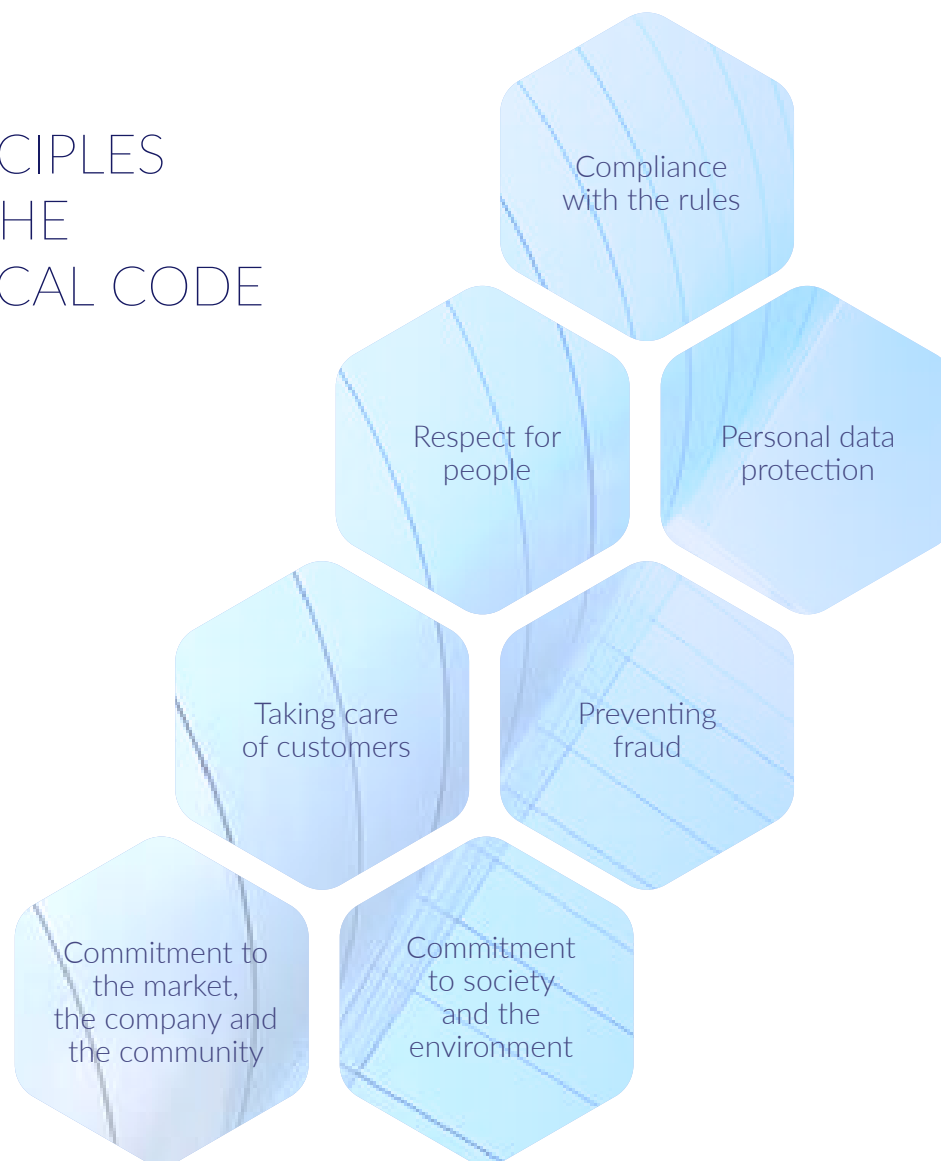 CIPLES
HE
CAL CODE
Compliance
with the rules
Respect for
people
Personal data
protection
Taking care
of customers
Preventing
fraud
Commitment to
the market,
the company and
the community
Commitment
to society
and the
environment